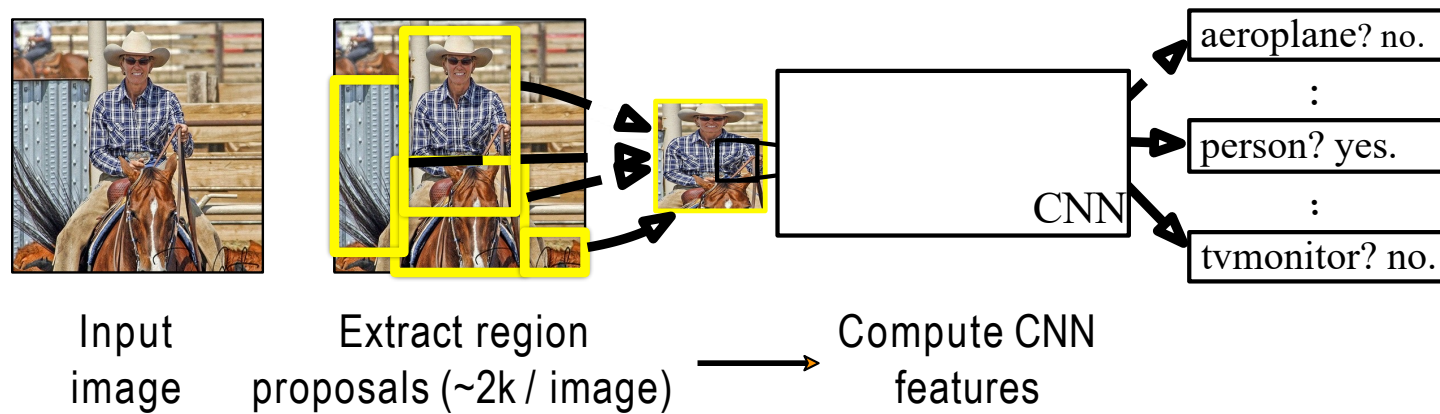 aeroplane? no.
:
person? yes.
:
tvmonitor? no.
CNN
Input
image
Extract region
proposals (~2k / image)
Compute CNN
features